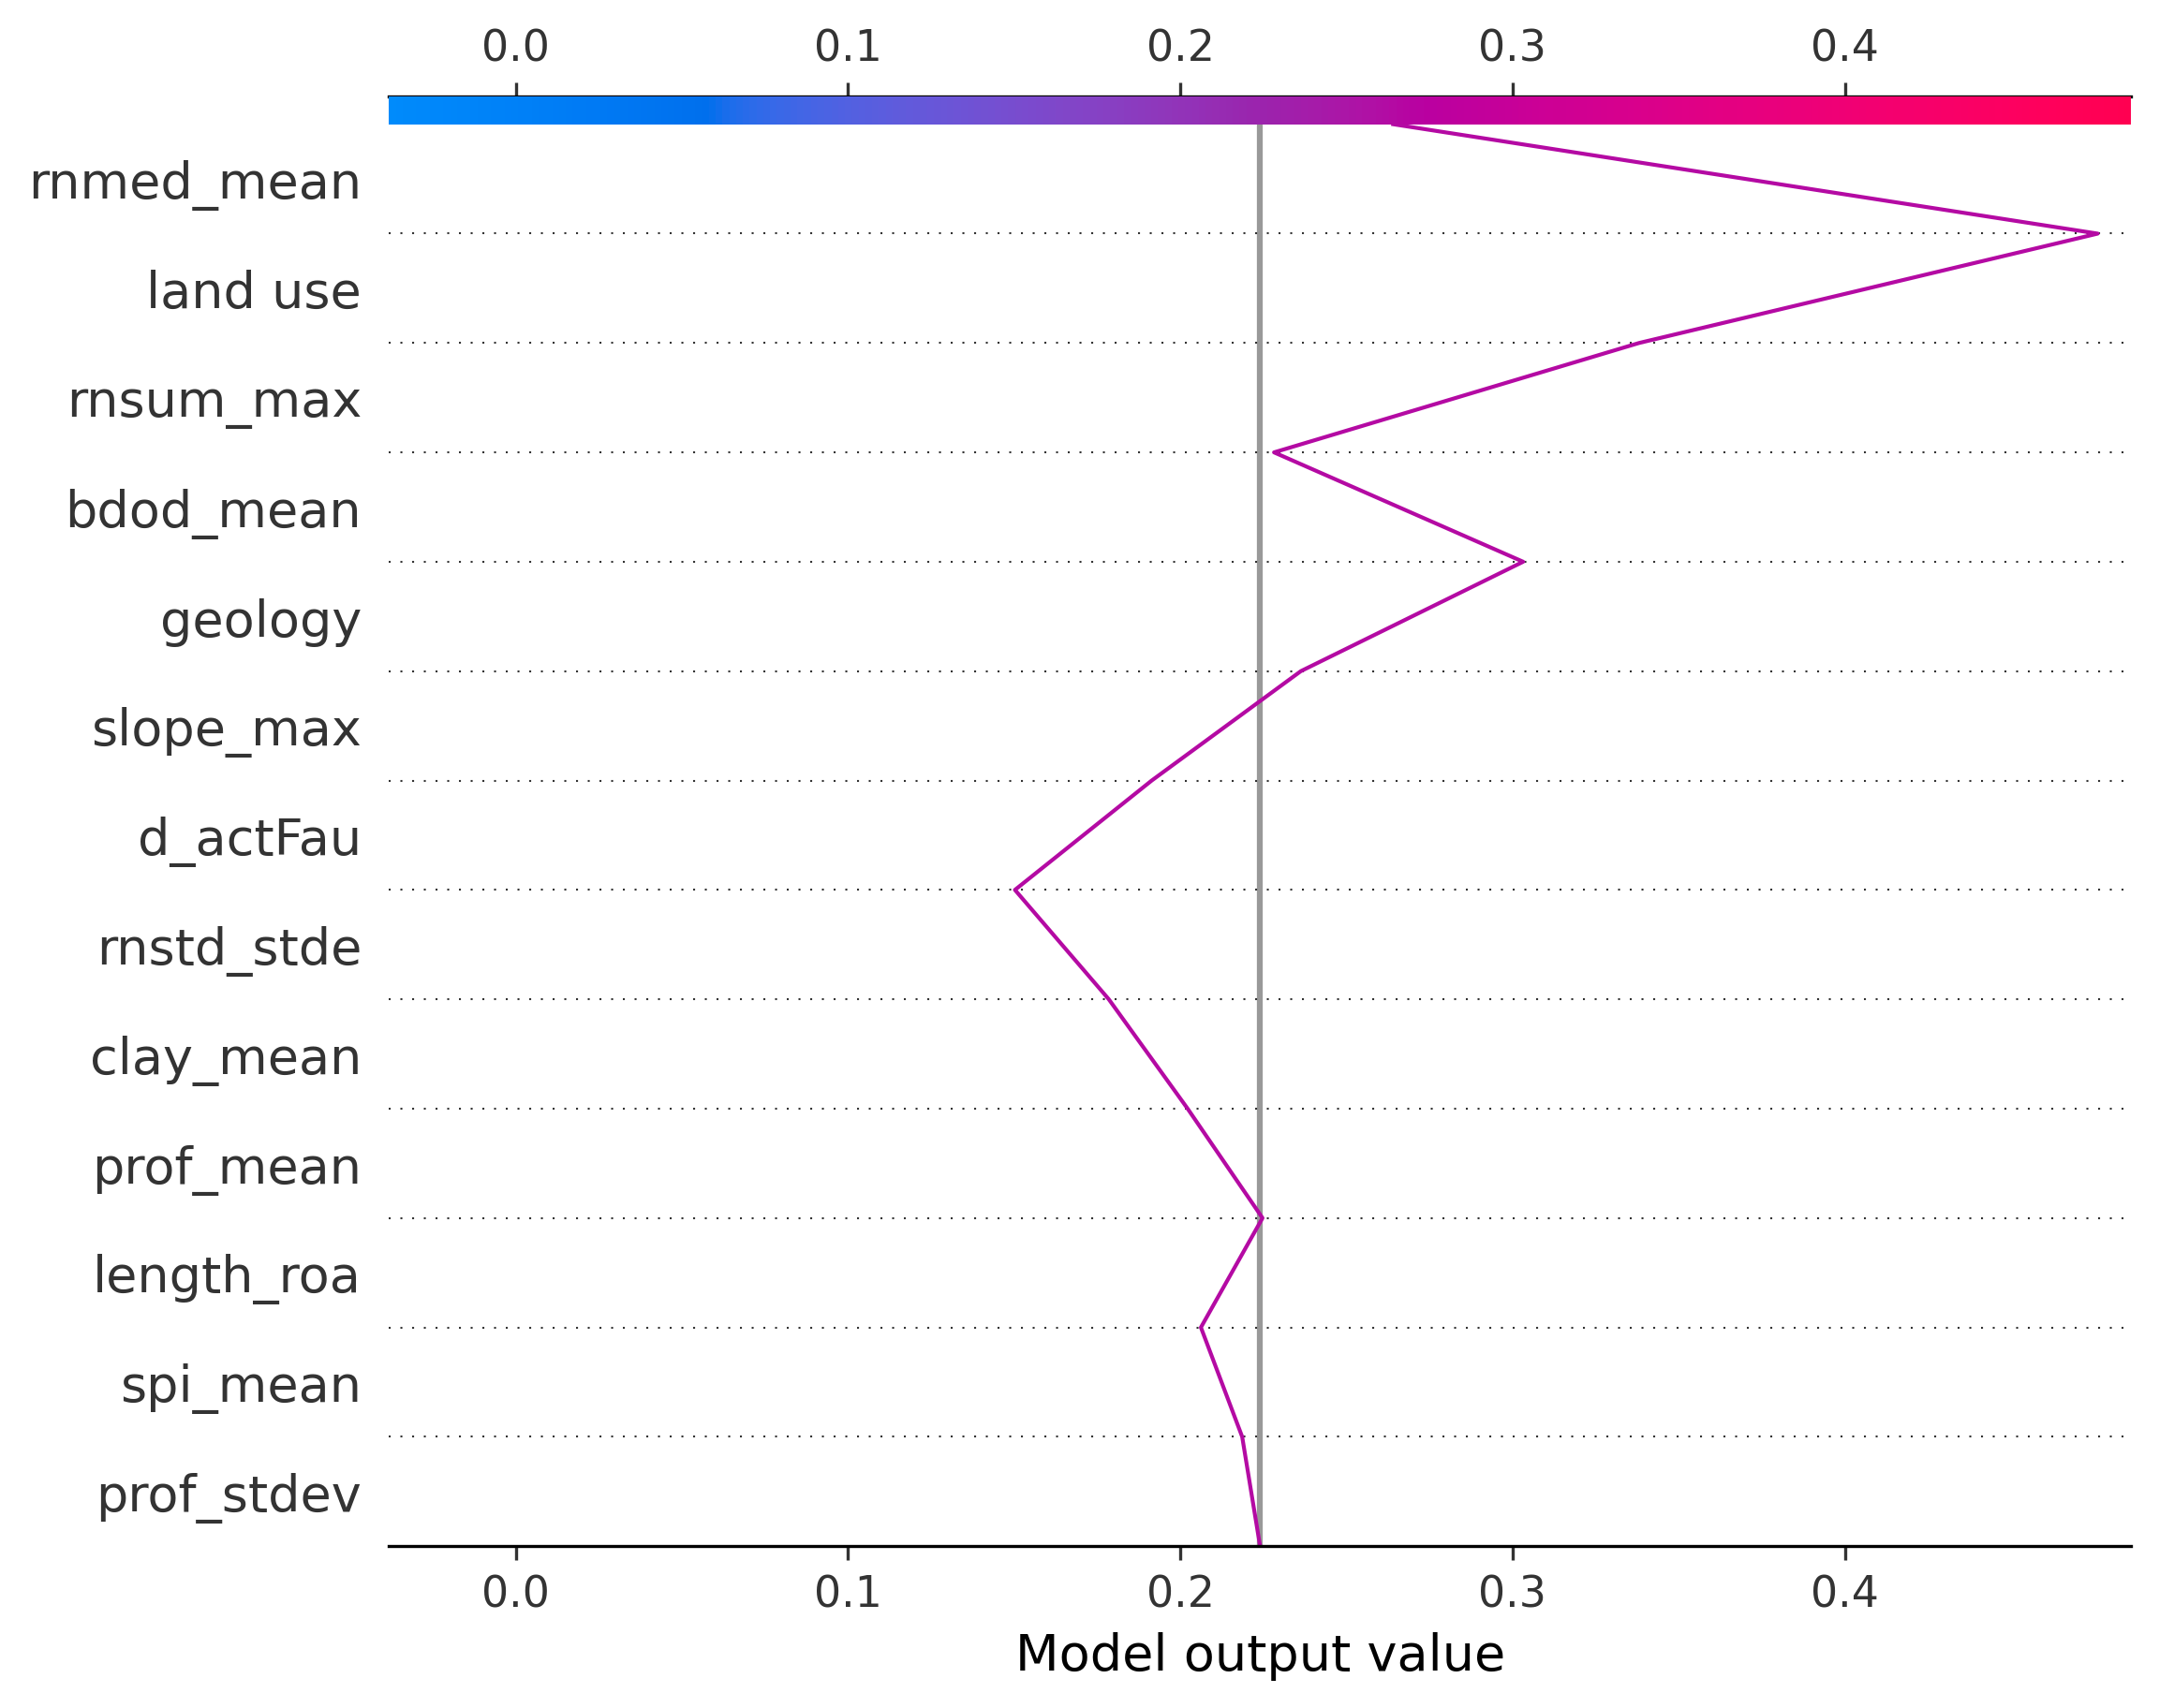 0.0 0.1 0.2 0.3 0.4
rnmed_mean
land use
rnsum_max
bdod_mean
geology
slope_max
d_actFau
rnstd_stde
clay_mean
prof_mean
length_roa
spi_mean
prof_stdev
0.0 0.1 0.2 0.3 0.4
Model output value